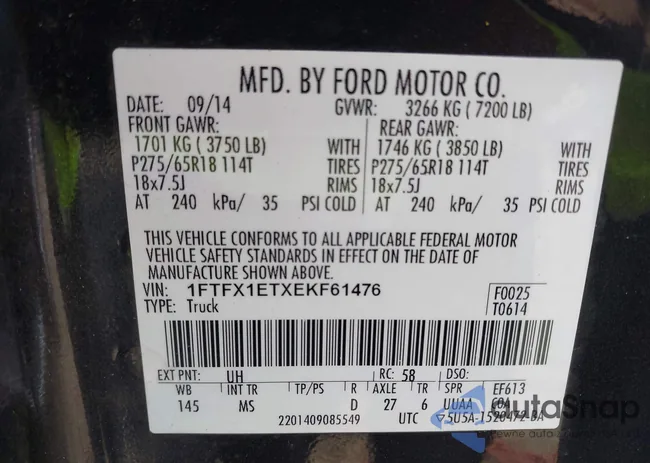 MFD. BY FORD MOTOR CO.
DATE: 09/14 GVWR: 3266 KG ( 7200 LB)
FRONT GAWR: REAR GAWR:
1701 KG ( 3750 LB) WITH 1746 KG ( 3850 LB) WITH
P275/65R18 114T TIRES P275/65R18 114T TIRES
18x7.5J RIMS 18x7.5J RIMS
AT 240 kPa/ 35 PSI COLD AT 240 kPa/ 35 PSI COLD
THIS VEHICLE CONFORMS TO ALL APPLICABLE FEDERAL MOTOR
VEHICLE SAFETY STANDARDS IN EFFECT ON THE DATE OF
MANUFACTURE SHOWN ABOVE.
VIN: 1FTFX1ETXEKF61476 F0025
TYPE: Truck T0614
EXT PNT: UH RC: 58 DSO:
WB INT TR TP/PS R AXLE TR SPR EF613
145 MS D 27 6 UUAA
2201409085549 UTC
AutaSnap